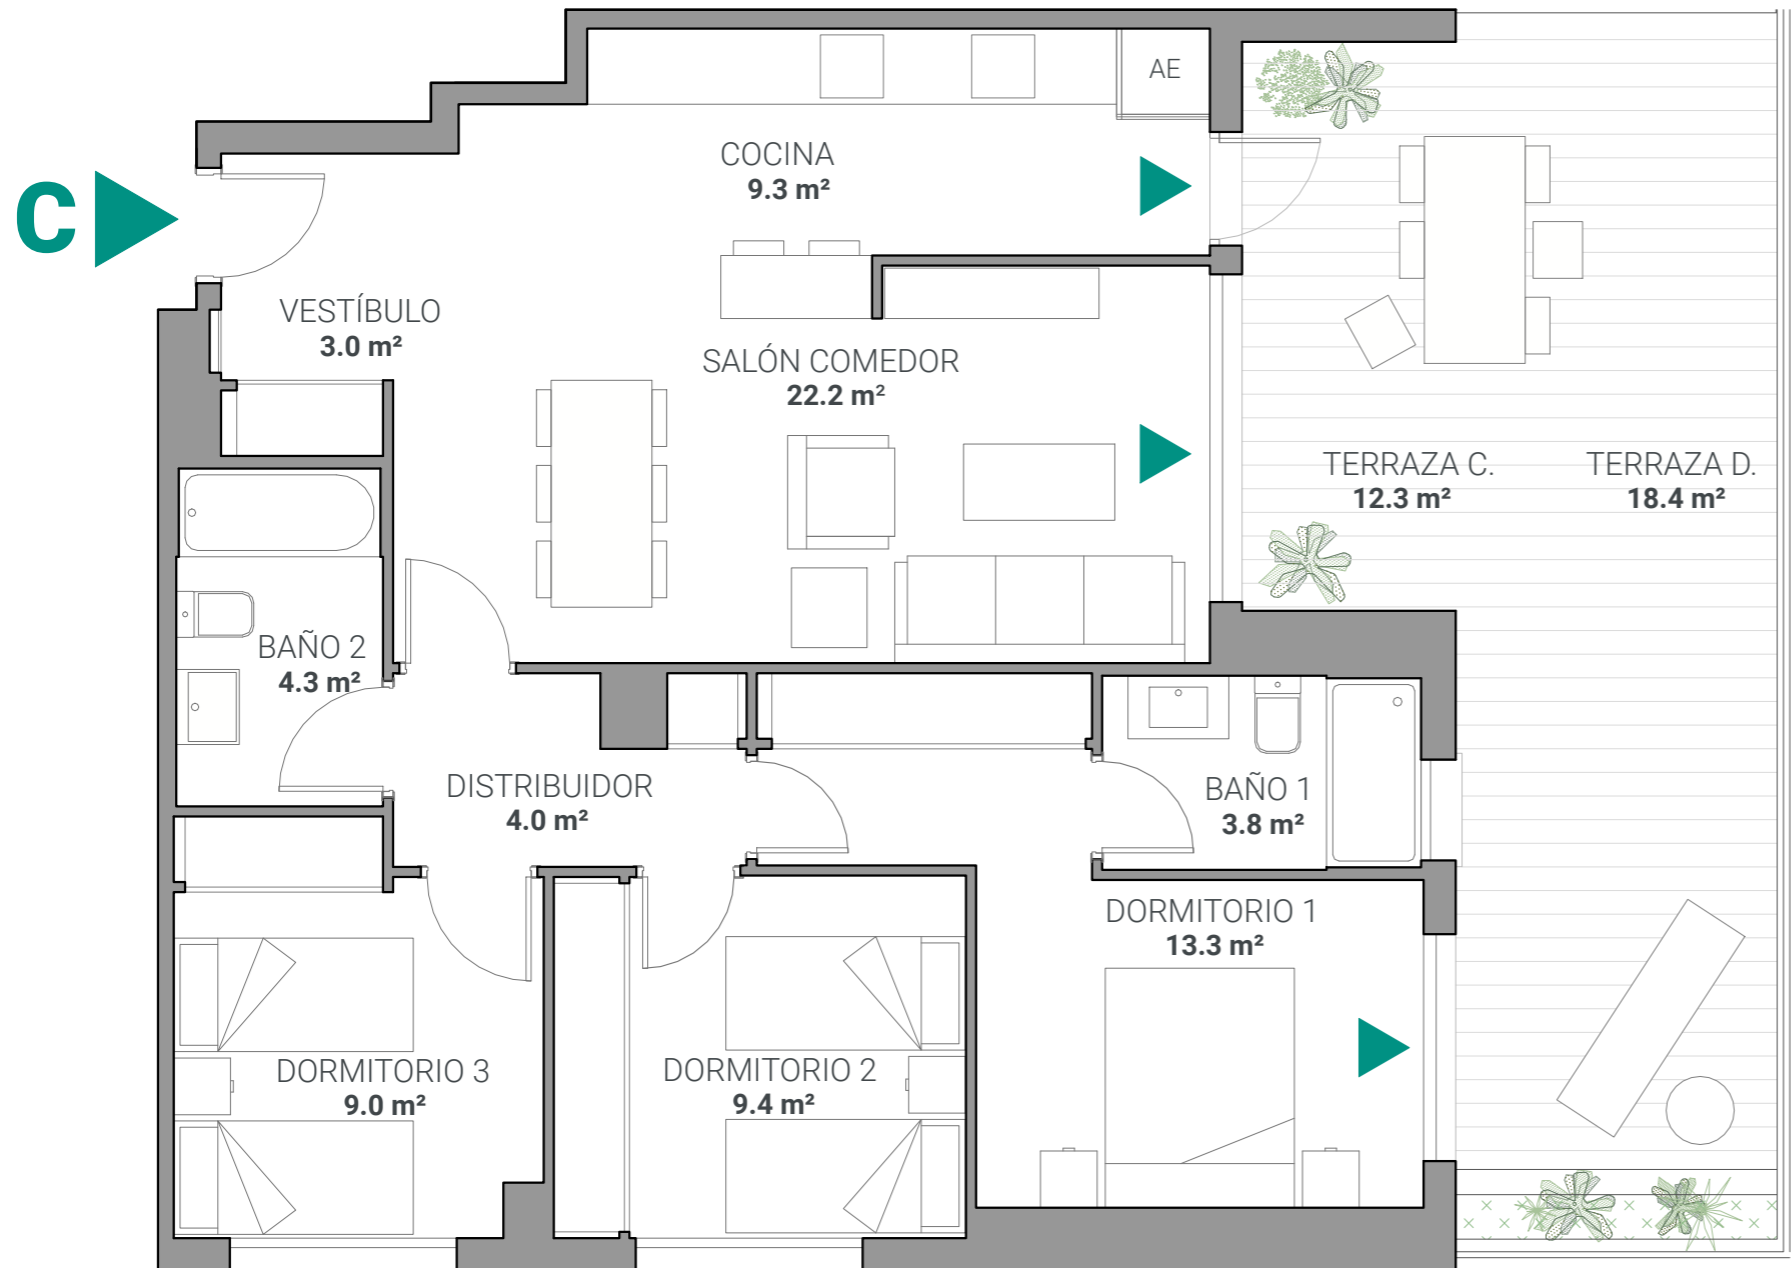 AE
COCINA
9.3 m²
C
VESTÍBULO
3.0 m²
SALÓN COMEDOR
22.2 m²
TERRAZA C.
12.3 m²
TERRAZA D.
18.4 m²
BAÑO 2
4.3 m²
DISTRIBUIDOR
4.0 m²
BAÑO 1
3.8 m²
DORMITORIO 1
13.3 m²
DORMITORIO 3
9.0 m²
DORMITORIO 2
9.4 m²